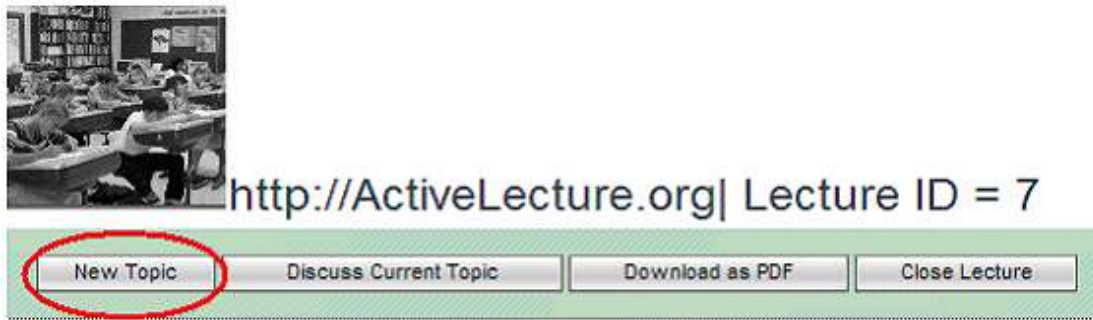 http://ActiveLecture.org| Lecture ID = 7
New Topic Discuss Current Topic Download as PDF Close Lecture